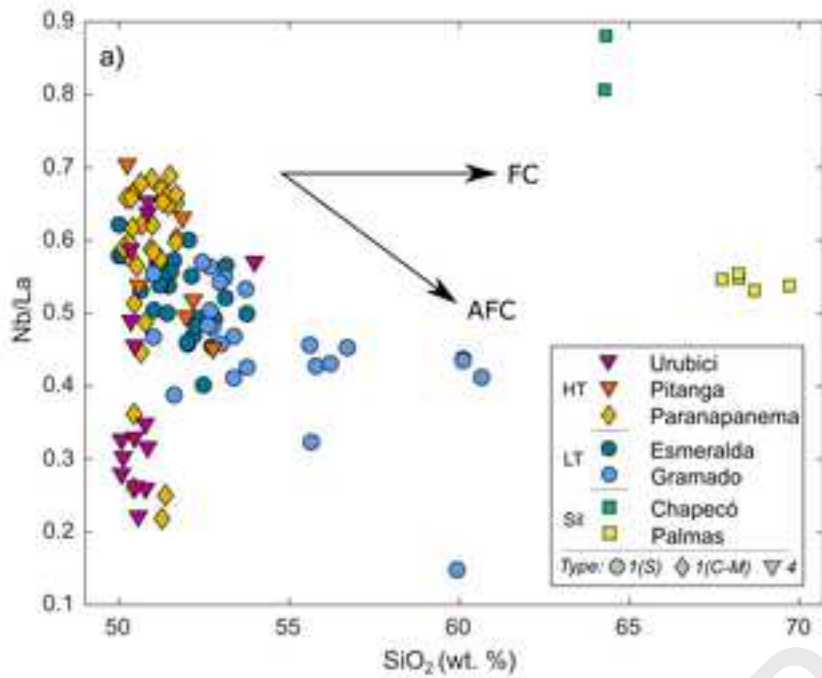 a)
0.9
0.8
0.7
0.6
0.5
0.4
0.3
0.2
0.1
Nb/La
FC
AFC
Urubici
HT Pitanga
Paranapanema
LT Esmeralda
Gramado
Sil Chapecó
Palmas
Type: 1(S) 1(C-M) 4
50 55 60 65 70
SiO₂ (wt. %)